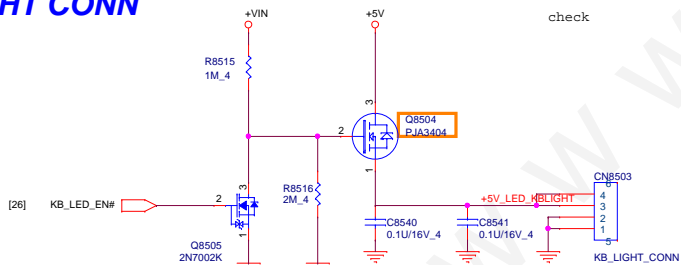 HT CONN
+VIN
+5V
check
R8515
1M_4
3
Q8504
PJA3404
2
1
3
R8516
2M_4
CN8503
6
[26] KB_LED_EN#
2
+5V_LED_KBLIGHT
4
3
2
1
5
1
C8540
0.1U/16V_4
C8541
0.1U/16V_4
Q8505
2N7002K
KB_LIGHT_CONN